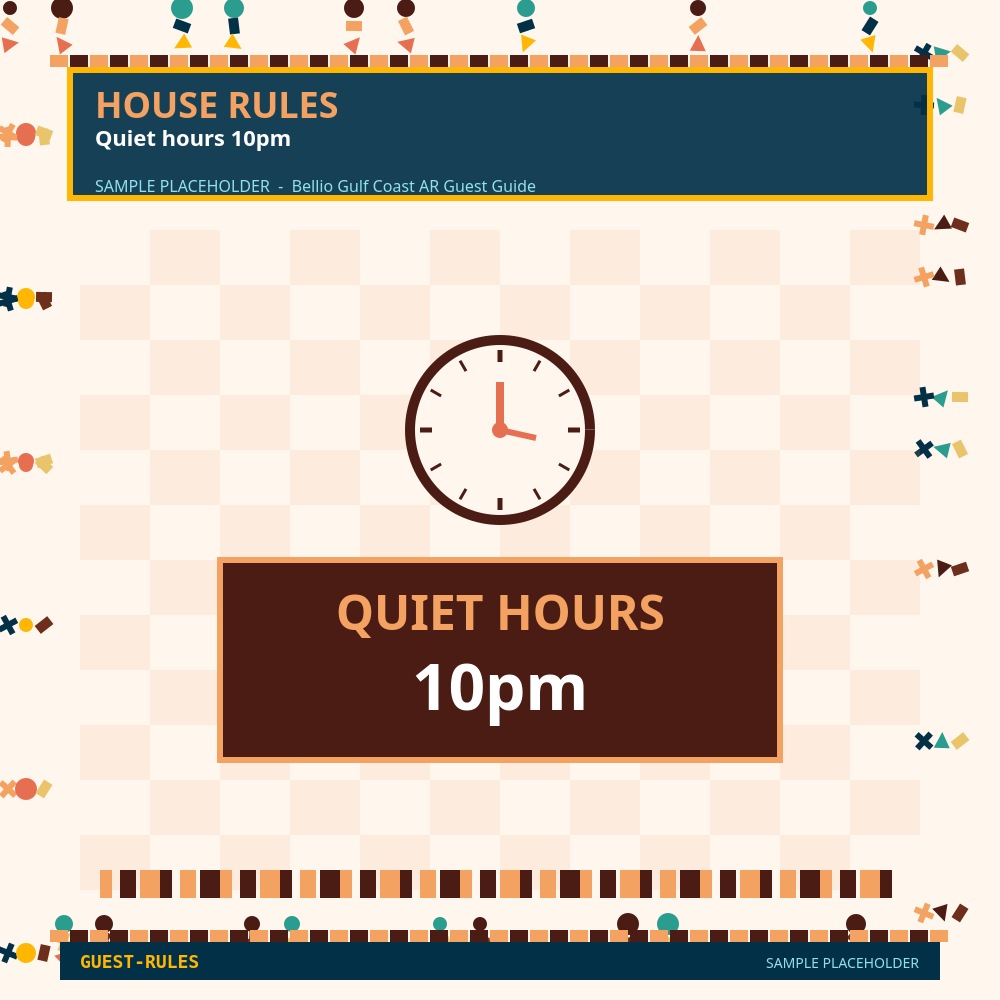 HOUSE RULES
Quiet hours 10pm
SAMPLE PLACEHOLDER - Bellio Gulf Coast AR Guest Guide
QUIET HOURS
10pm
GUEST-RULES
SAMPLE PLACEHOLDER